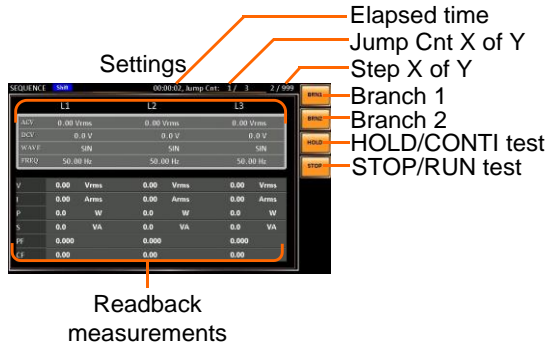 Elapsed time
Jump Cnt X of Y
Settings
Step X of Y
SEQUENCE Shift 00:00:02, Jump Cnt: 1 / 3 2 / 999
BRN1
Branch 1
L1 L2 L3
BRN2
Branch 2
ACV 0.00 Vrms 0.00 Vrms 0.00 Vrms
DCV 0.0 V 0.0 V 0.0 V
HOLD
HOLD/CONTI test
WAVE SIN SIN SIN
FREQ 50.00 Hz 50.00 Hz 50.00 Hz
STOP
STOP/RUN test
V 0.00 Vrms 0.00 Vrms 0.00 Vrms
I 0.00 Arms 0.00 Arms 0.00 Arms
P 0.0 W 0.0 W 0.0 W
S 0.0 VA 0.0 VA 0.0 VA
PF 0.000 0.000 0.000
CF 0.00 0.00 0.00
Readback
measurements